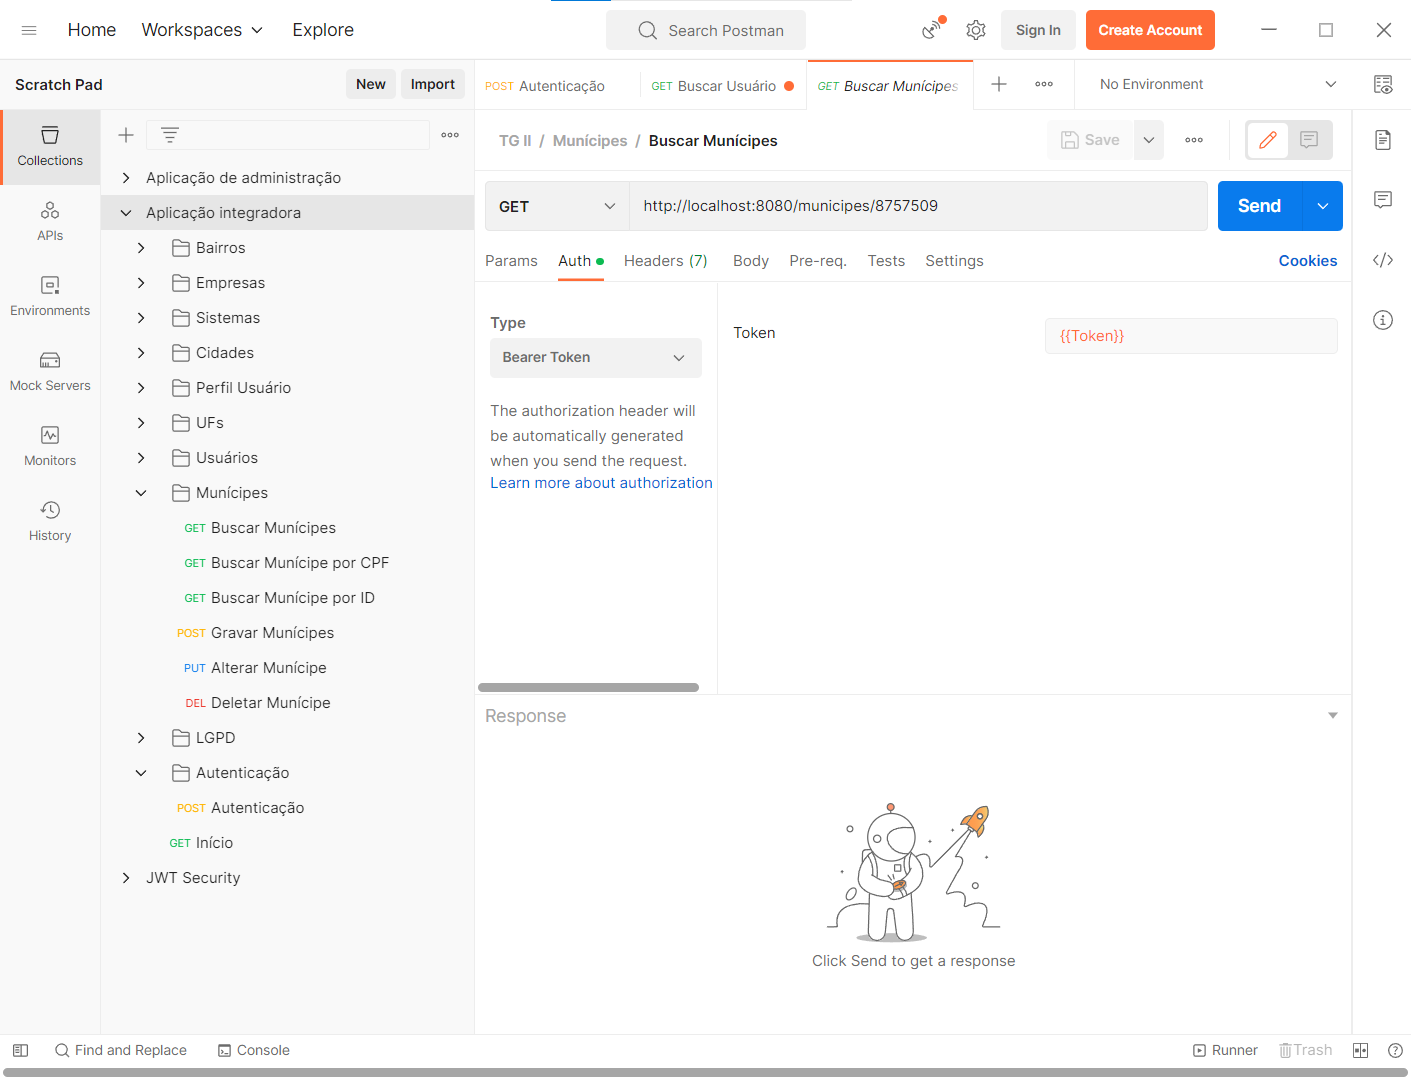 Home Workspaces Explore Search Postman Sign In Create Account
Scratch Pad New Import
POST Autenticação GET Buscar Usuário GET Buscar Munícipes No Environment
Collections
APIs
Environments
Mock Servers
Monitors
History
Aplicação de administração
Aplicação integradora
Bairros
Empresas
Sistemas
Cidades
Perfil Usuário
UFs
Usuários
Munícipes
GET Buscar Munícipes
GET Buscar Munícipe por CPF
GET Buscar Munícipe por ID
POST Gravar Munícipes
PUT Alterar Munícipe
DEL Deletar Munícipe
LGPD
Autenticação
POST Autenticação
GET Início
JWT Security
TG II / Munícipes / Buscar Munícipes Save
GET http://localhost:8080/municipes/8757509 Send
Params Auth Headers (7) Body Pre-req. Tests Settings Cookies
Type
Bearer Token
The authorization header will
be automatically generated
when you send the request.
Learn more about authorization
Token {{Token}}
Response
Click Send to get a response
Find and Replace Console Runner Trash